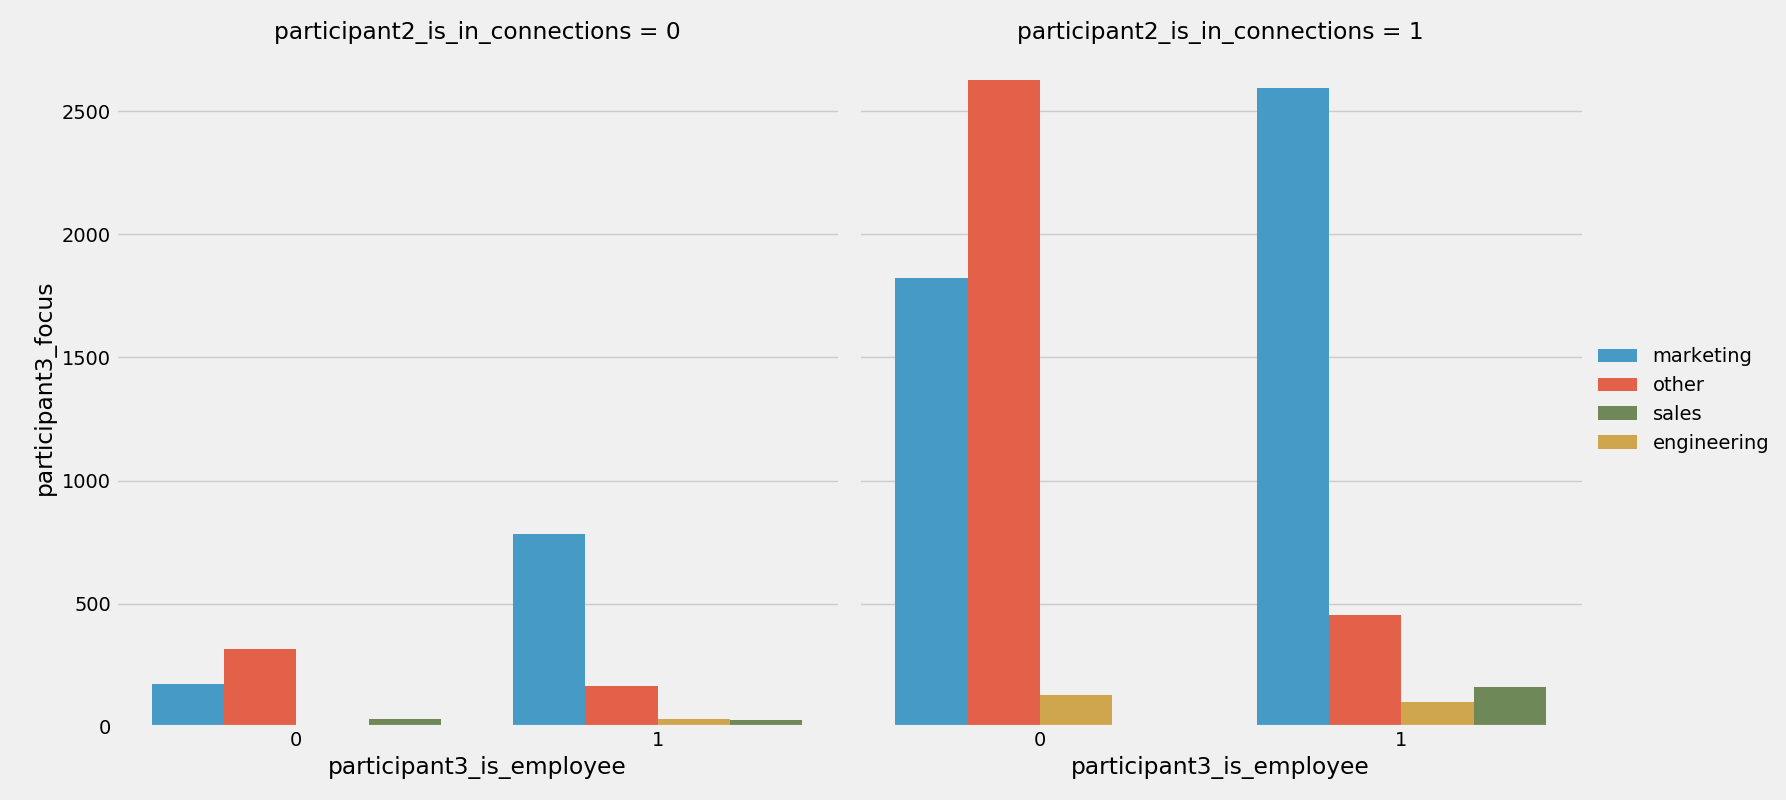 participant2_is_in_connections = 0
participant2_is_in_connections = 1
participant3_focus
2500
2000
1500
1000
500
0
0
1
0
1
participant3_is_employee
participant3_is_employee
marketing
other
sales
engineering